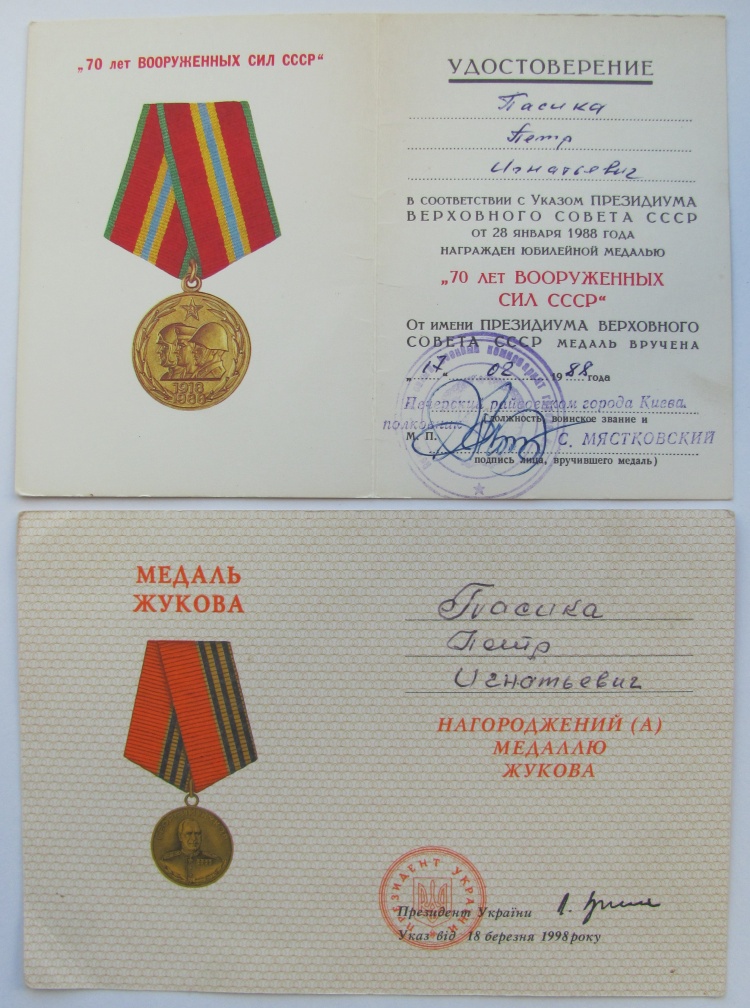 „70 лет ВООРУЖЕННЫХ СИЛ СССР“
1918
1988
УДОСТОВЕРЕНИЕ
Пасика
Петр
Игнатьевич
В СООТВЕТСТВИИ С УКАЗОМ ПРЕЗИДИУМА
ВЕРХОВНОГО СОВЕТА СССР
ОТ 28 ЯНВАРЯ 1988 ГОДА
НАГРАЖДЕН ЮБИЛЕЙНОЙ МЕДАЛЬЮ
„70 ЛЕТ ВООРУЖЕННЫХ
СИЛ СССР“
ОТ ИМЕНИ ПРЕЗИДИУМА ВЕРХОВНОГО
СОВЕТА СССР МЕДАЛЬ ВРУЧЕНА
„17“ 02 1988 года
Печерский райвоенком города Киева.
(должность, воинское звание и
полковник
М. П. С. МЯСТКОВСКИЙ
подпись лица, вручившего медаль)
МЕДАЛЬ
ЖУКОВА
Пасика
Петр
Игнатьевич
НАГОРОДЖЕНИЙ (А)
МЕДАЛЛЮ
ЖУКОВА
ПРЕЗИДЕНТ УКРАЇНИ
Президент України
Указ від 18 березня 1998 року